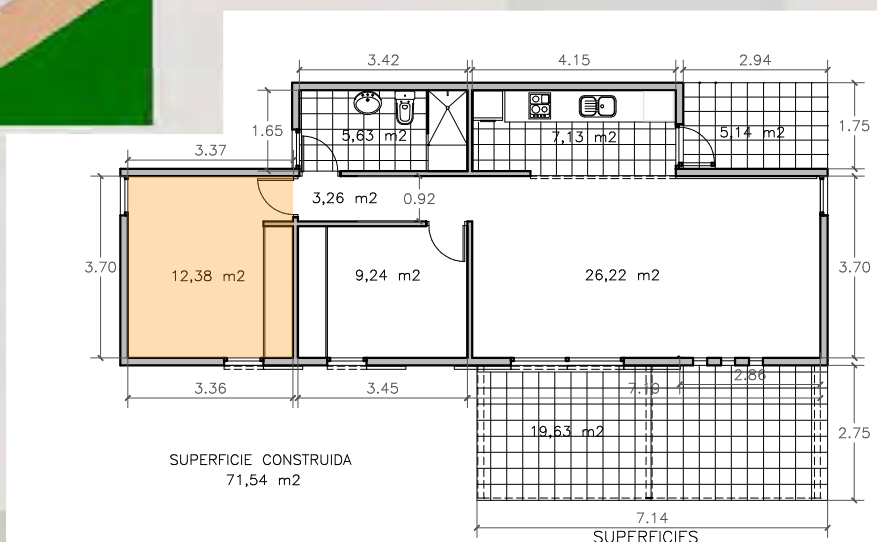 3.42
4.15
2.94
1.65
5,63 m2
7,13 m2
5,14 m2
1.75
3.37
3,26 m2
0.92
3.70
12,38 m2
9,24 m2
26,22 m2
3.70
3.36
3.45
7.19
2.86
19,63 m2
2.75
SUPERFICIE CONSTRUIDA
71,54 m2
7.14
SUPERFICIES